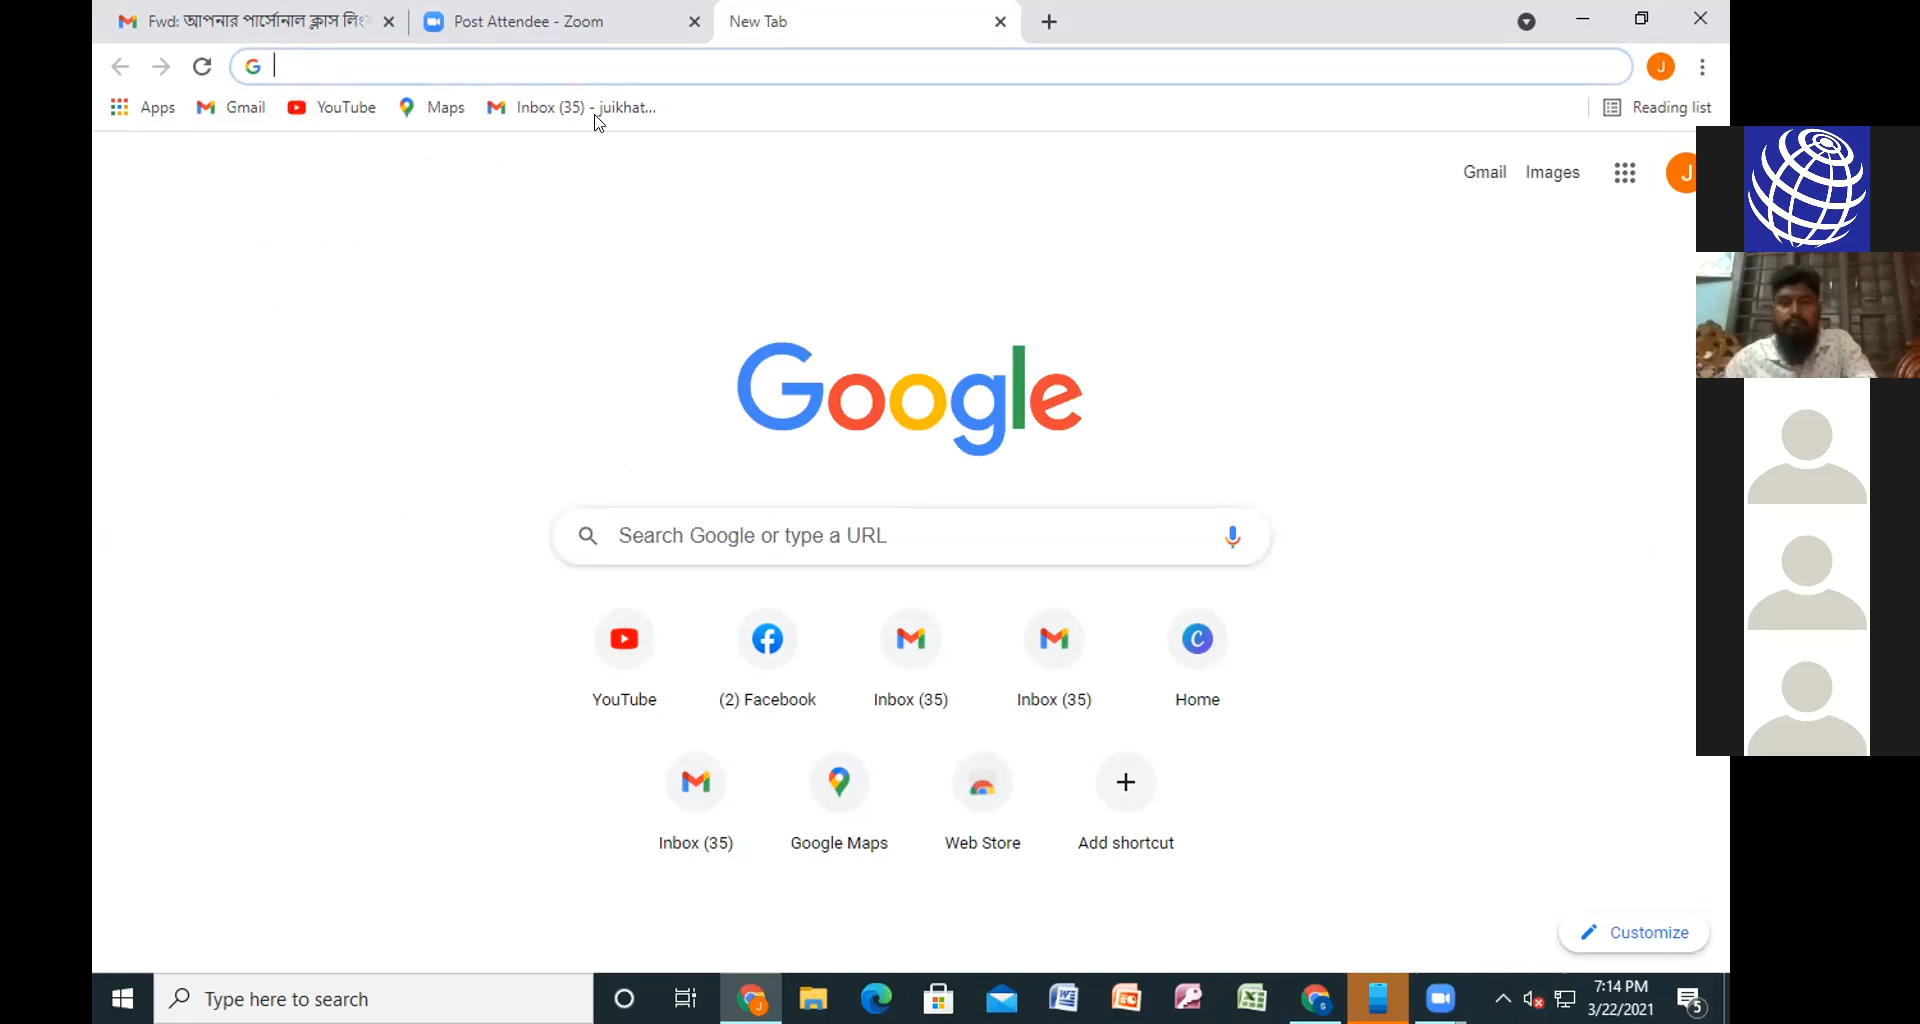 Fwd: আপনার পার্সোনাল ক্লাস লিংক
Post Attendee - Zoom
New Tab
J
Apps
Gmail
YouTube
Maps
Inbox (35) - juikhat...
Reading list
Gmail
Images
J
Google
Search Google or type a URL
YouTube
(2) Facebook
Inbox (35)
Inbox (35)
Home
Inbox (35)
Google Maps
Web Store
Add shortcut
Customize
Type here to search
7:14 PM
3/22/2021
5